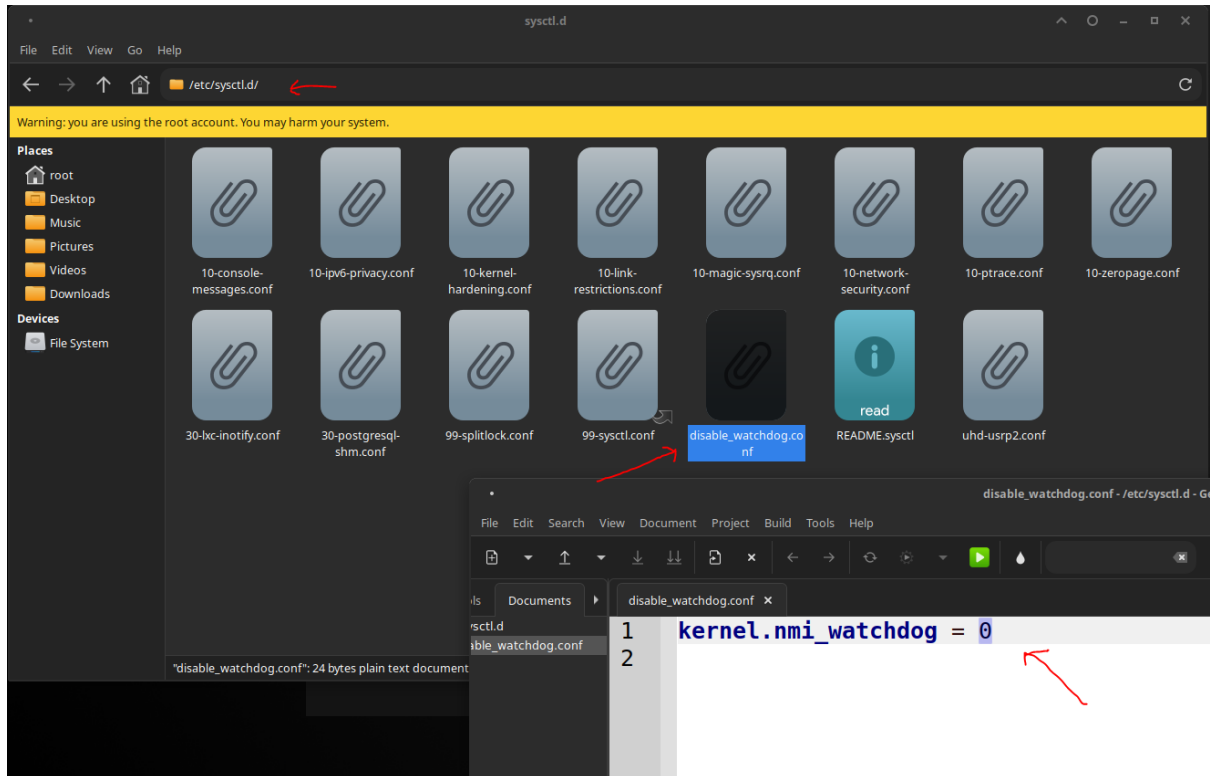 sysctl.d
File Edit View Go Help
/etc/sysctl.d/
Warning: you are using the root account. You may harm your system.
Places
root
Desktop
Music
Pictures
Videos
Downloads
Devices
File System
10-console-
messages.conf
10-ipv6-privacy.conf
10-kernel-
hardening.conf
10-link-
restrictions.conf
10-magic-sysrq.conf
10-network-
security.conf
10-ptrace.conf
10-zeropage.conf
30-lxc-inotify.conf
30-postgresql-
shm.conf
99-splitlock.conf
99-sysctl.conf
disable_watchdog.co
nf
read
README.sysctl
uhd-usrp2.conf
"disable_watchdog.conf": 24 bytes plain text document
disable_watchdog.conf - /etc/sysctl.d - G
File Edit Search View Document Project Build Tools Help
ls Documents
disable_watchdog.conf
ysctl.d
able_watchdog.conf
1 kernel.nmi_watchdog = 0
2